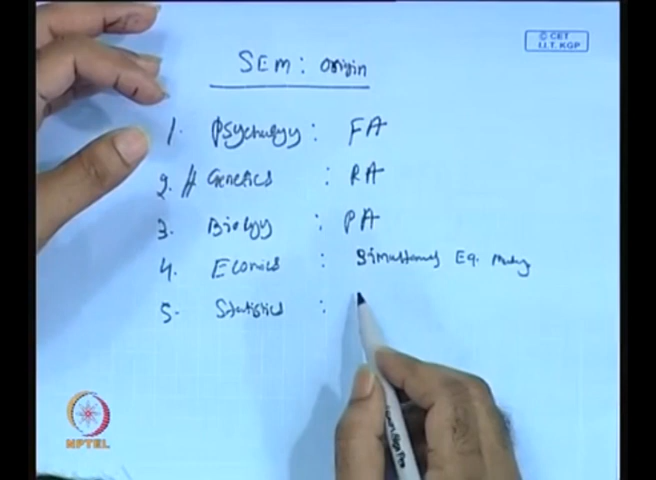 © CET
I.I.T. KGP
SEM: Origin
1. Psychology : FA
2. H Genetics : RA
3. Biology : PA
4. Econics : Simultaneous Eq.
5. Statistics :
NPTEL